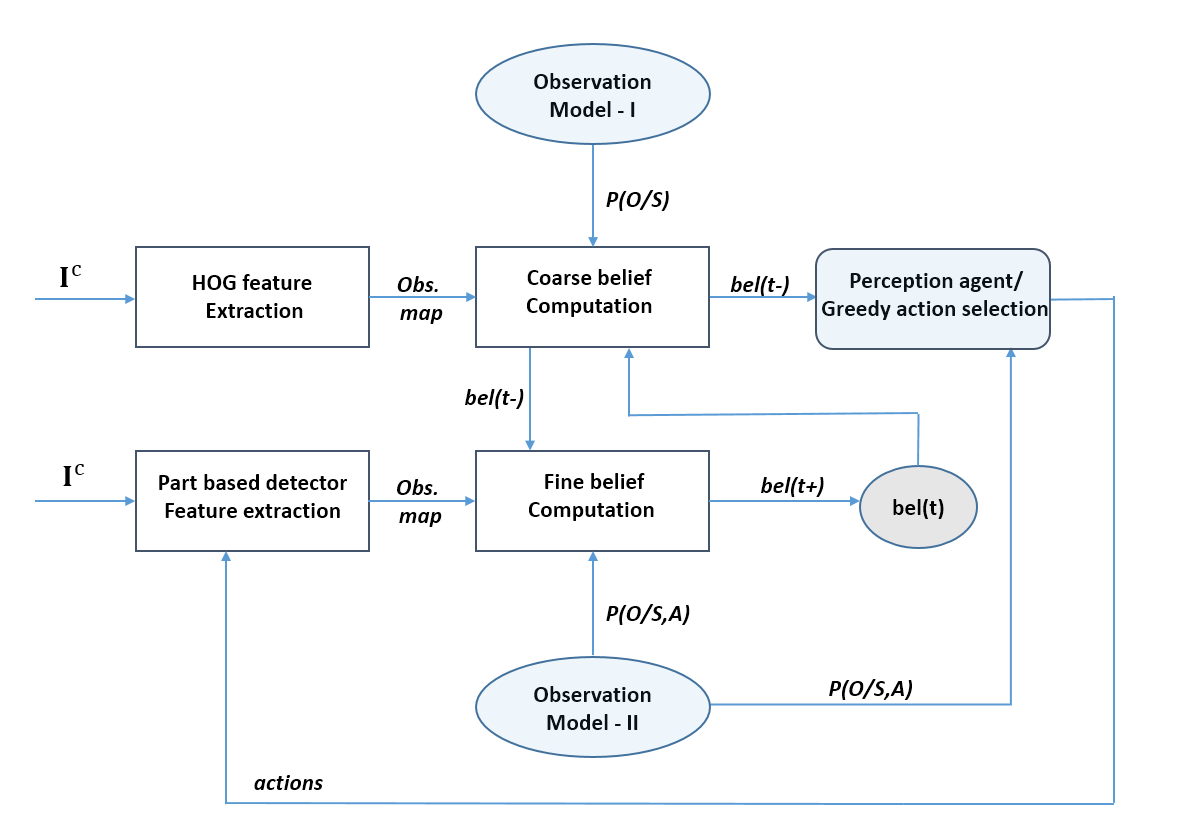 Observation
Model - I
P(O/S)
I^C
HOG feature
Extraction
Obs.
map
Coarse belief
Computation
bel(t-)
Perception agent/
Greedy action selection
bel(t-)
I^C
Part based detector
Feature extraction
Obs.
map
Fine belief
Computation
bel(t+)
bel(t)
P(O/S,A)
Observation
Model - II
P(O/S,A)
actions